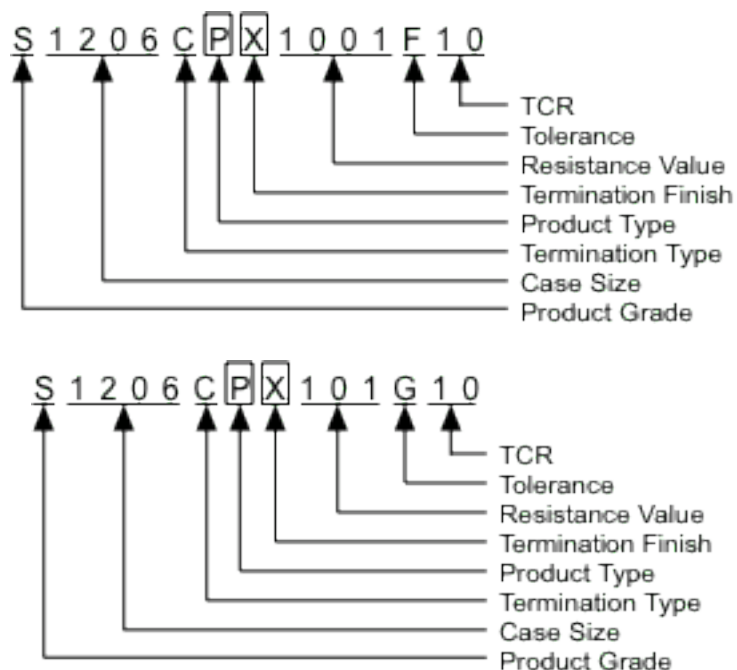 S 1 2 0 6 C P X 1 0 0 1 F 1 0
TCR
Tolerance
Resistance Value
Termination Finish
Product Type
Termination Type
Case Size
Product Grade
S 1 2 0 6 C P X 1 0 1 G 1 0
TCR
Tolerance
Resistance Value
Termination Finish
Product Type
Termination Type
Case Size
Product Grade